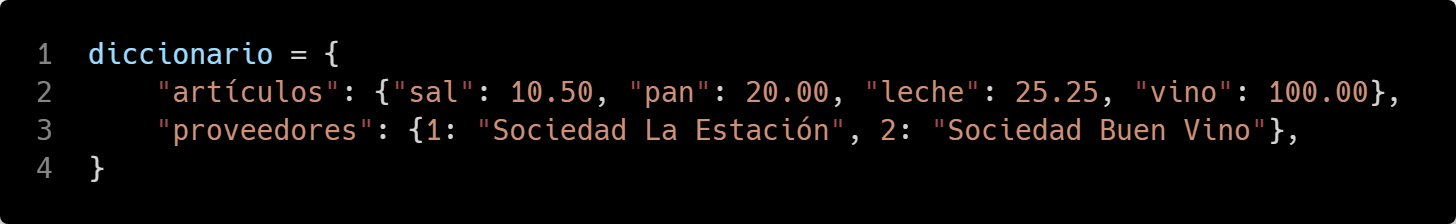 1 diccionario = {
2     "artículos": {"sal": 10.50, "pan": 20.00, "leche": 25.25, "vino": 100.00},
3     "proveedores": {1: "Sociedad La Estación", 2: "Sociedad Buen Vino"},
4 }